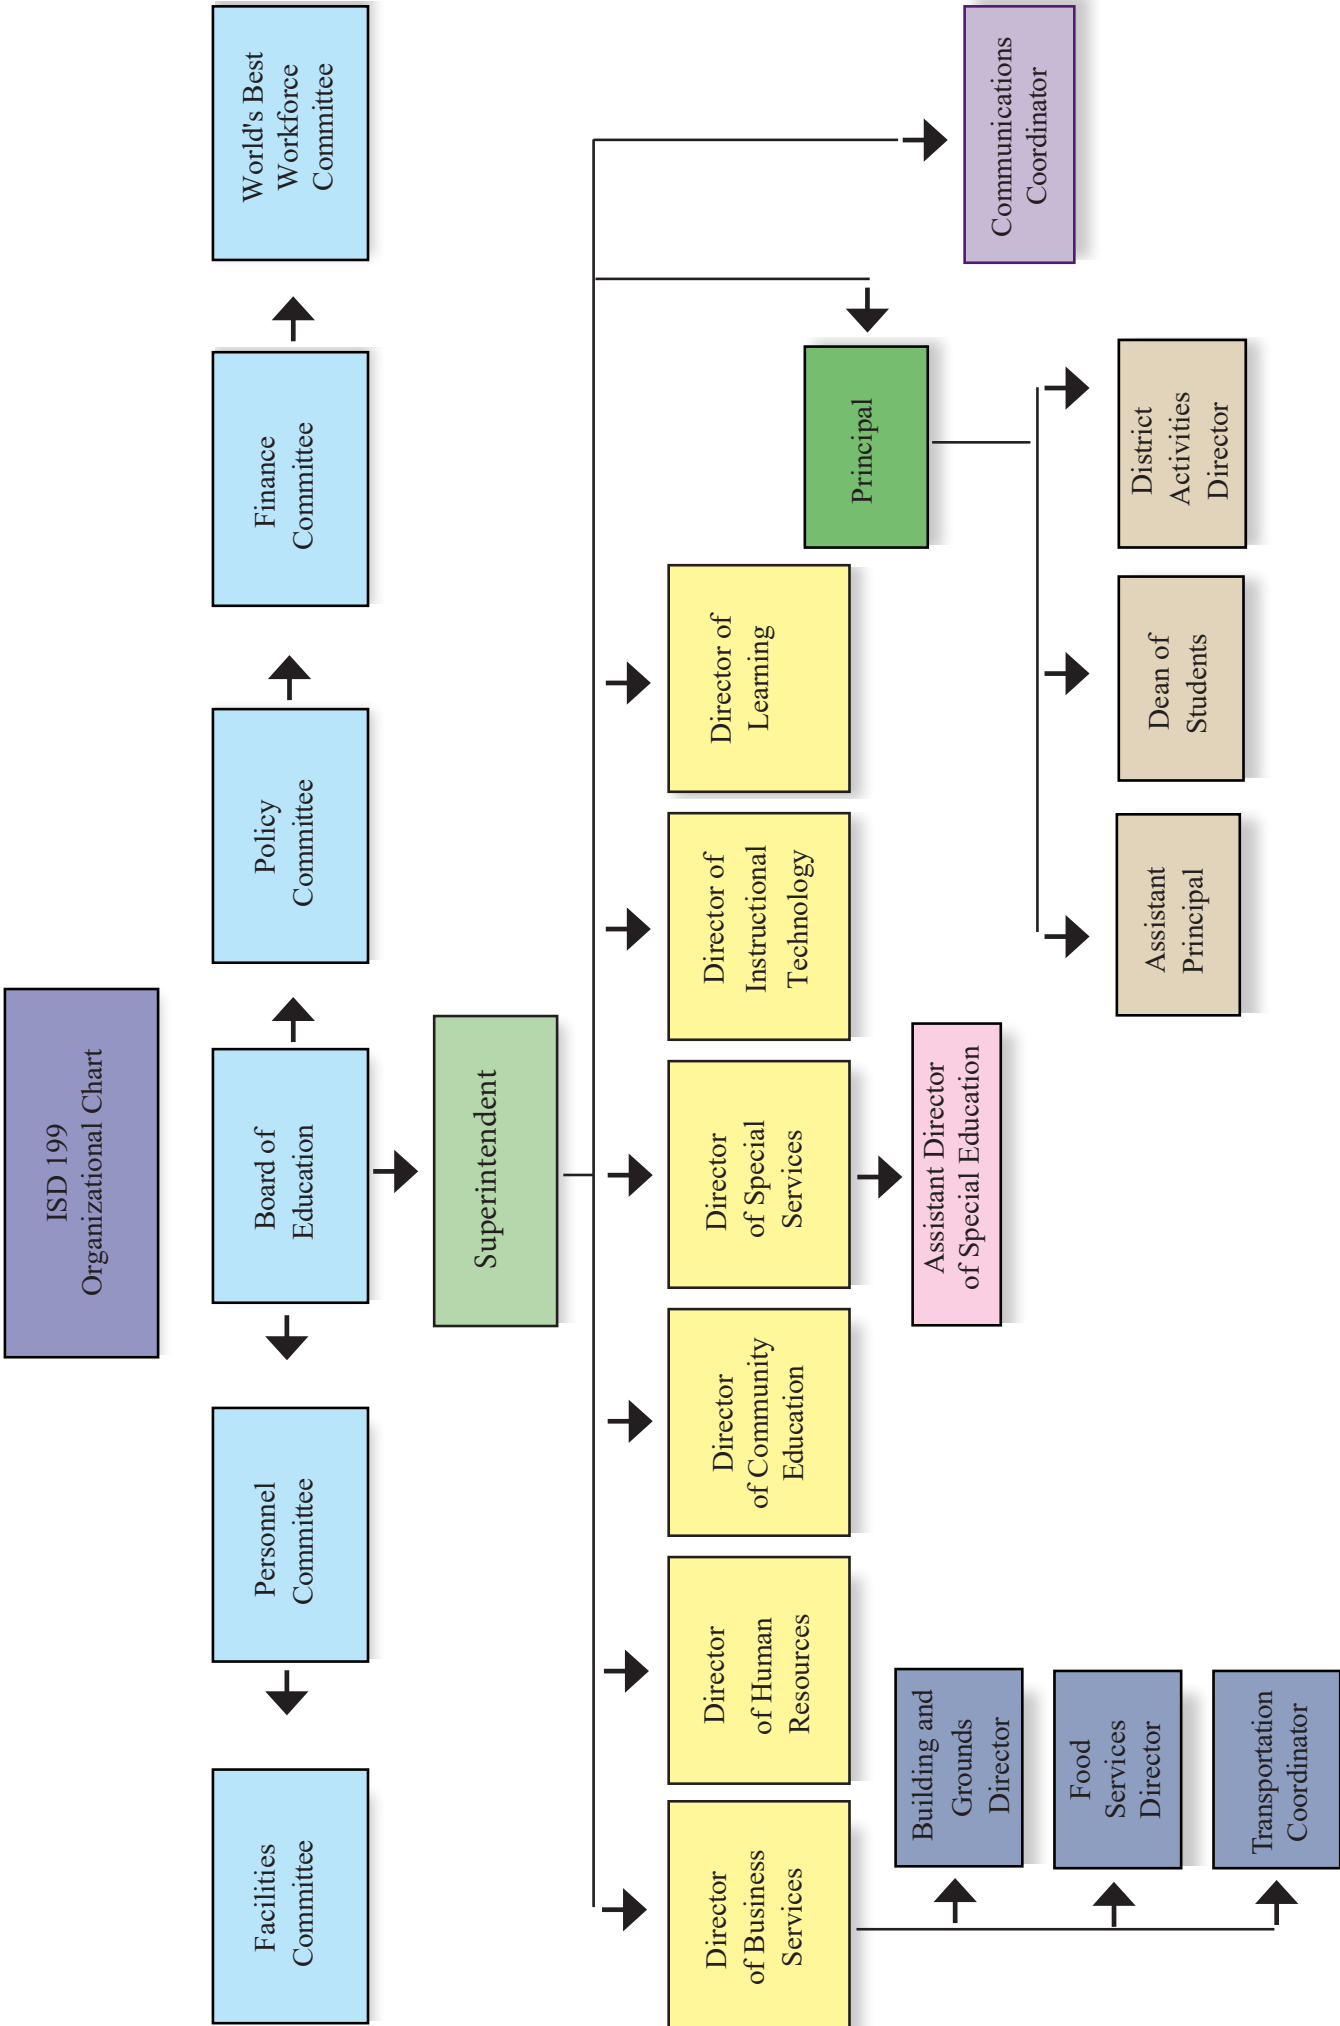 ISD 199
Organizational Chart
Facilities
Committee
Personnel
Committee
Board of
Education
Policy
Committee
Finance
Committee
World's Best
Workforce
Committee
Superintendent
Director
of Business
Services
Director
of Human
Resources
Director
of Community
Education
Director
of Special
Services
Director of
Instructional
Technology
Director of
Learning
Principal
Communications
Coordinator
Building and
Grounds
Director
Food
Services
Director
Transportation
Coordinator
Assistant Director
of Special Education
Assistant
Principal
Dean of
Students
District
Activities
Director